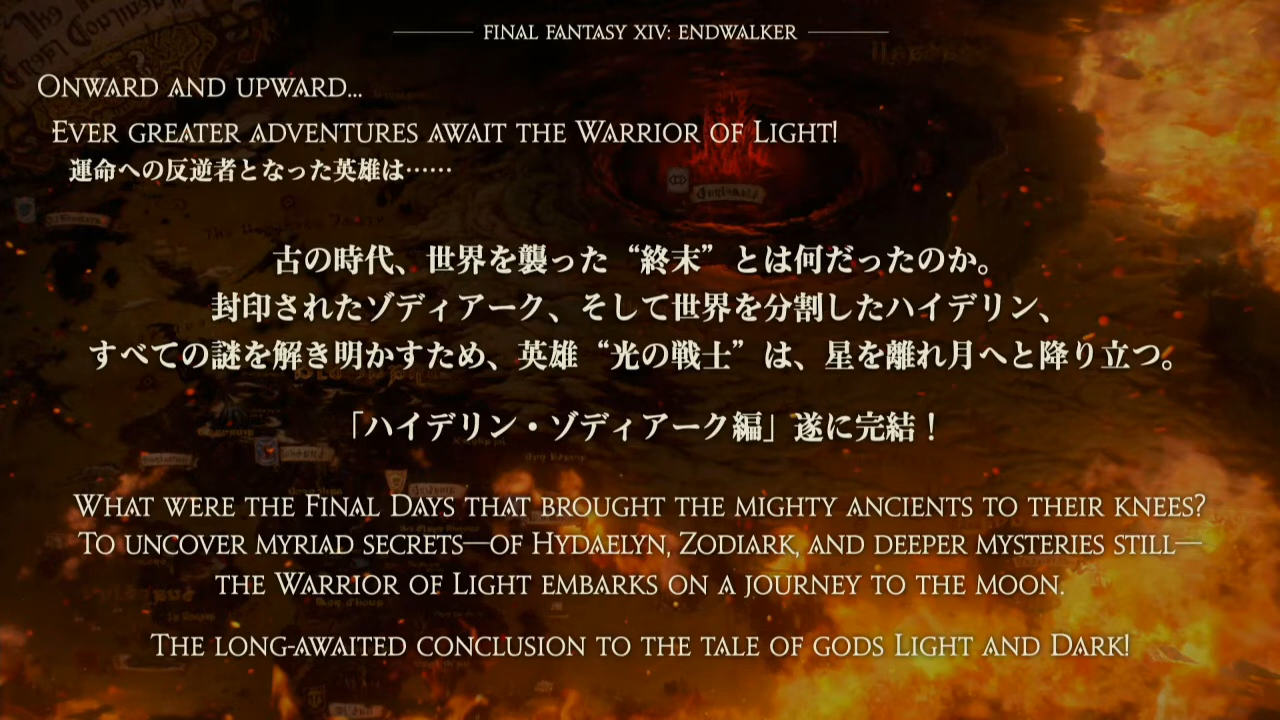 FINAL FANTASY XIV: ENDWALKER
ONWARD AND UPWARD...
EVER GREATER ADVENTURES AWAIT THE WARRIOR OF LIGHT!
運命への反逆者となった英雄は……
古の時代、世界を襲った“終末”とは何だったのか。
封印されたゾディアーク、そして世界を分割したハイデリン、
すべての謎を解き明かすため、英雄“光の戦士”は、星を離れ月へと降り立つ。
「ハイデリン・ゾディアーク編」遂に完結！
WHAT WERE THE FINAL DAYS THAT BROUGHT THE MIGHTY ANCIENTS TO THEIR KNEES?
TO UNCOVER MYRIAD SECRETS—OF HYDAELYN, ZODIARK, AND DEEPER MYSTERIES STILL—
THE WARRIOR OF LIGHT EMBARKS ON A JOURNEY TO THE MOON.
THE LONG-AWAITED CONCLUSION TO THE TALE OF GODS LIGHT AND DARK!